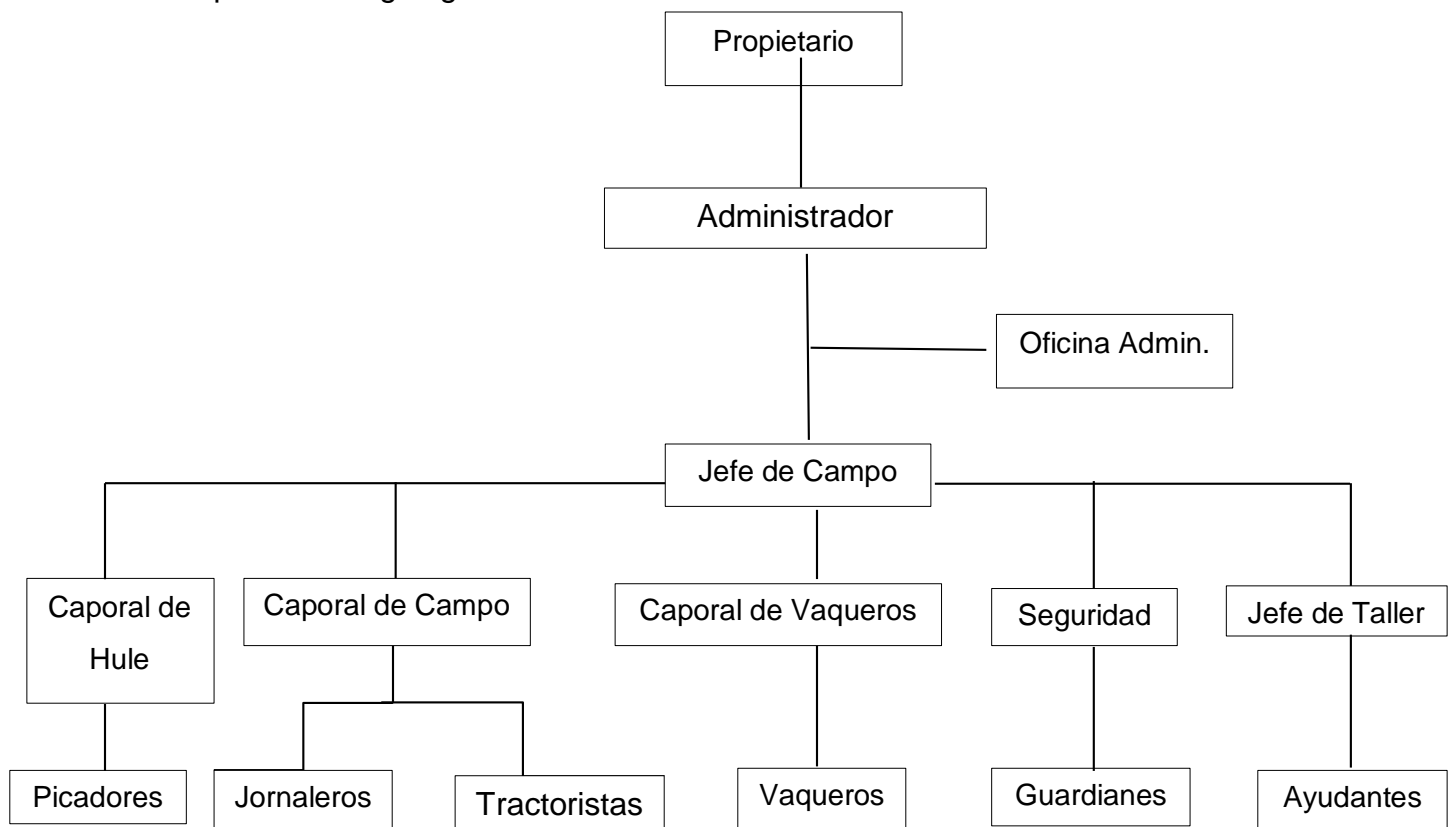 Propietario
Administrador
Oficina Admin.
Jefe de Campo
Caporal de
Hule
Caporal de Campo
Caporal de Vaqueros
Seguridad
Jefe de Taller
Picadores
Jornaleros
Tractoristas
Vaqueros
Guardianes
Ayudantes